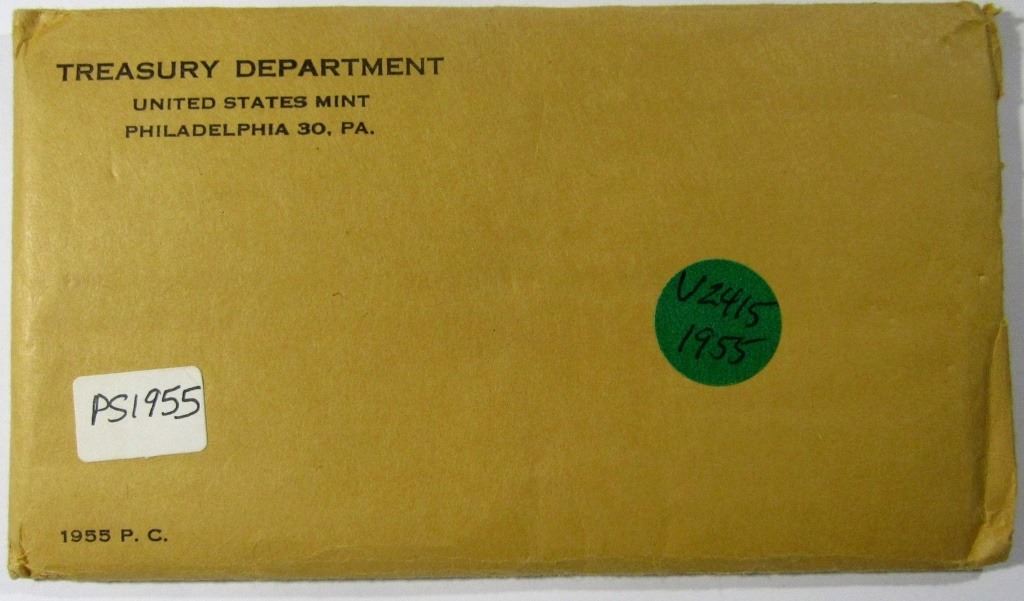 TREASURY DEPARTMENT
UNITED STATES MINT
PHILADELPHIA 30, PA.
V2415
1955
PS1955
1955 P. C.